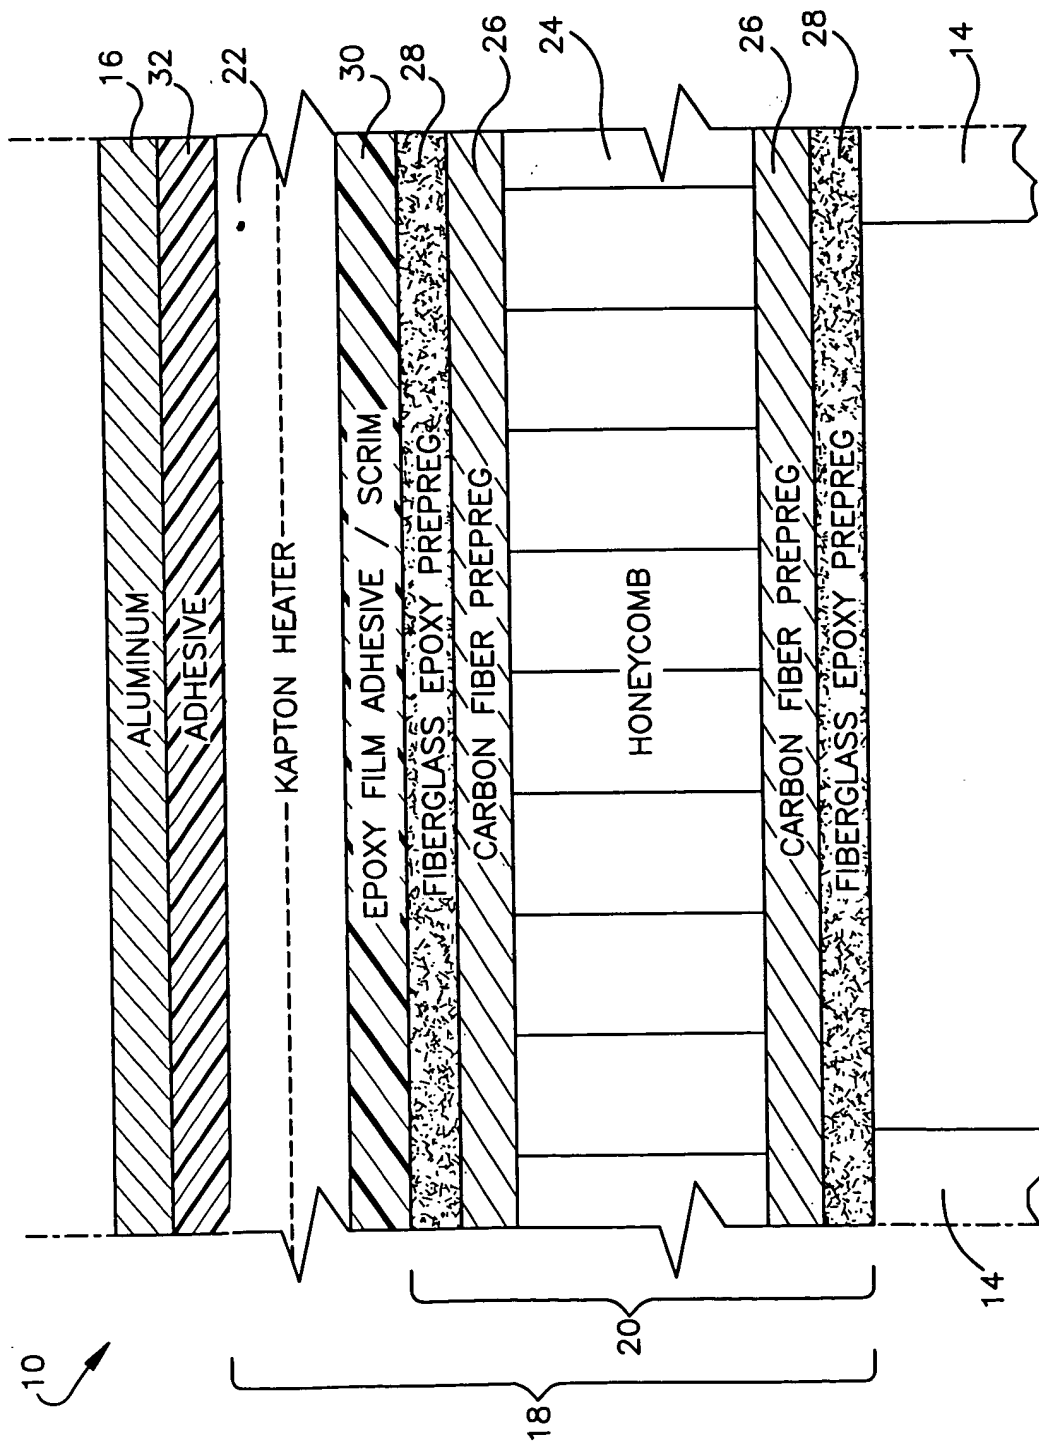 10
16
32
22
30
28
26
24
26
28
14
ALUMINUM
ADHESIVE
KAPTON HEATER
EPOXY FILM ADHESIVE / SCRIM
FIBERGLASS EPOXY PREPREG
CARBON FIBER PREPREG
HONEYCOMB
CARBON FIBER PREPREG
FIBERGLASS EPOXY PREPREG
18
20
14